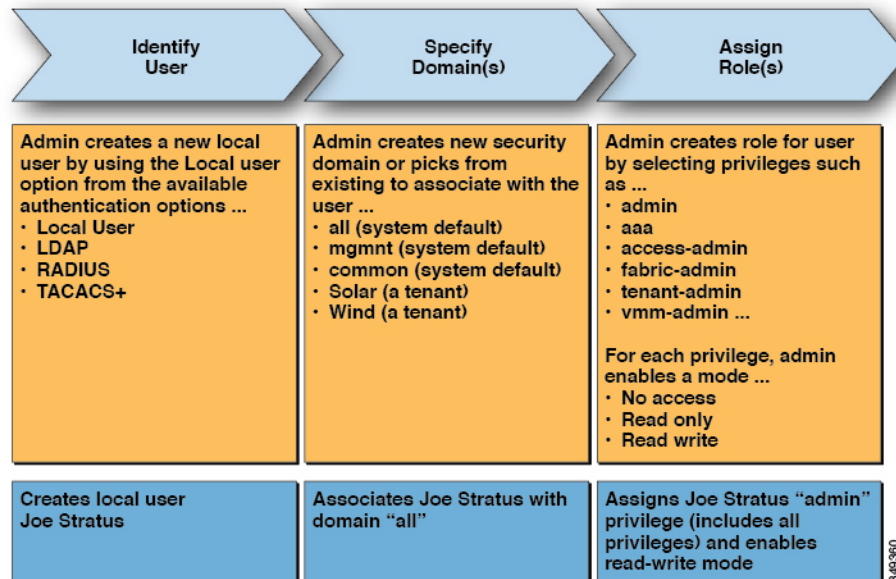 Identify
User
Specify
Domain(s)
Assign
Role(s)
Admin creates a new local
user by using the Local user
option from the available
authentication options ...
• Local User
• LDAP
• RADIUS
• TACACS+
Admin creates new security
domain or picks from
existing to associate with the
user ...
• all (system default)
• mgmnt (system default)
• common (system default)
• Solar (a tenant)
• Wind (a tenant)
Admin creates role for user
by selecting privileges such
as ...
• admin
• aaa
• access-admin
• fabric-admin
• tenant-admin
• vmm-admin ...
For each privilege, admin
enables a mode ...
• No access
• Read only
• Read write
Creates local user
Joe Stratus
Associates Joe Stratus with
domain “all”
Assigns Joe Stratus “admin”
privilege (includes all
privileges) and enables
read-write mode